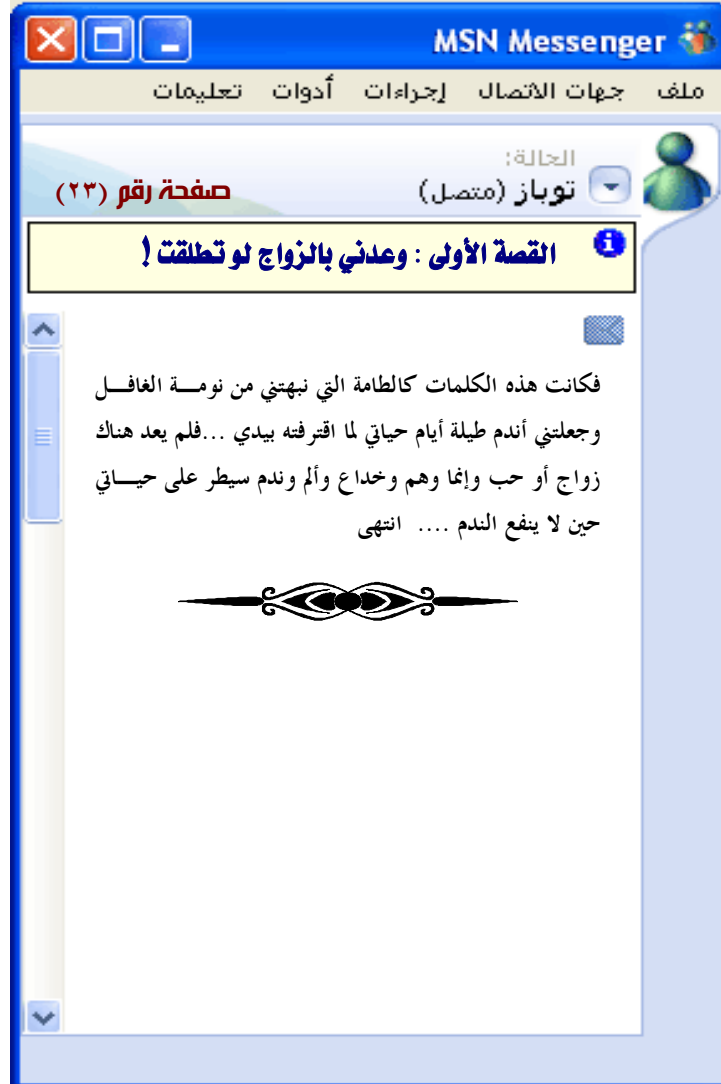 MSN Messenger
ملف جهات الاتصال إجراءات أدوات تعليمات
الحالة:
توباز (متصل)
صفحة رقم (٢٣)
القصة الأولى : وعدني بالزواج لو تطلقت !
فكانت هذه الكلمات كالطامة التي نبهتني من نومـــة الغافـــل
وجعلتني أندم طيلة أيام حياتي لما اقترفته بيدي ...فلم يعد هناك
زواج أو حب وإنما وهم وخداع وألم وندم سيطر على حيـــاتي
حين لا ينفع الندم .... انتهى